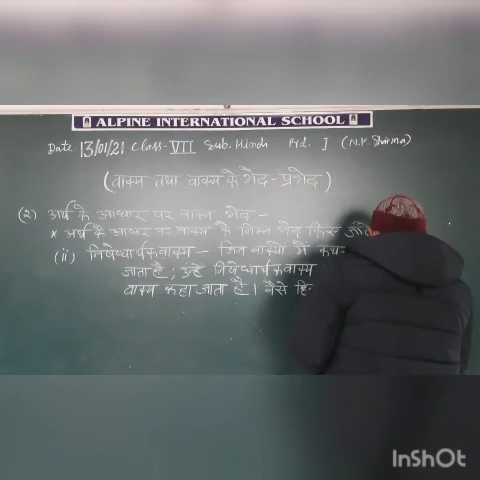 ALPINE INTERNATIONAL SCHOOL
Date 13/01/21 Class-VII Sub. Hindi Prd. I (N.K. Sharma)
(वाक्य तथा वाक्य के भेद-प्रभेद)
(२) अर्थ के आधार पर वाक्य भेद -
* अर्थ के आधार पर वाक्य के निम्न भेद किए जाते
(ii) निषेधार्थक वाक्य - जिन वाक्यों में
जाता है; उन्हें निषेधार्थक वाक्य
वाक्य कहा जाता है। जैसे
InShOt